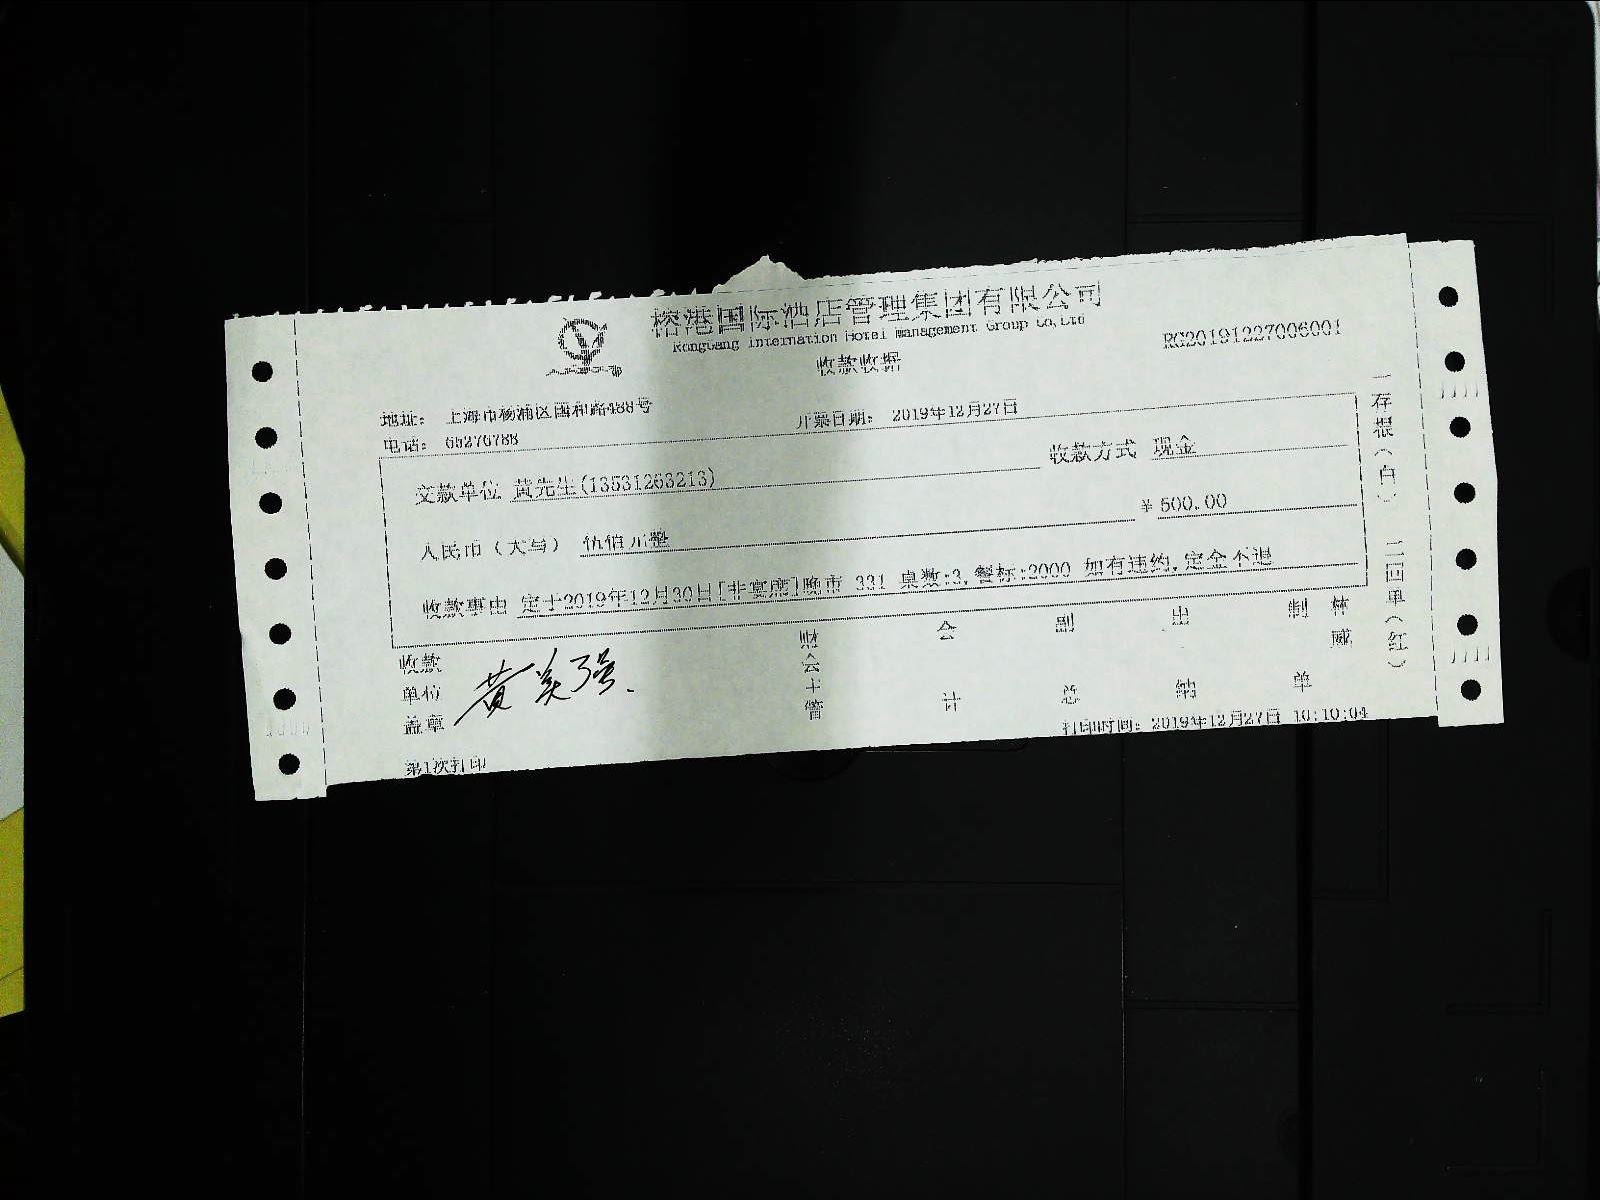 榕港国际酒店管理集团有限公司
RongGang Internation Hotel Management Group Co,Ltd
收款收据
RG20191227006001
地址： 上海市杨浦区国和路488号
开票日期： 2019年12月27日
电话： 65276788
交款单位 黄先生(13531263213)
收款方式 现金
人民币（大写） 伍佰元整
￥500.00
收款事由 定于2019年12月30日[非宴席]晚市 331 桌数:3,餐标:2000 如有违约,定金不退
收款单位盖章
黄 强
财会主管
会计
副总
出纳
制单
一存根（白） 二回单（红）
第1次打印
打印时间：2019年12月27日 10:10:04